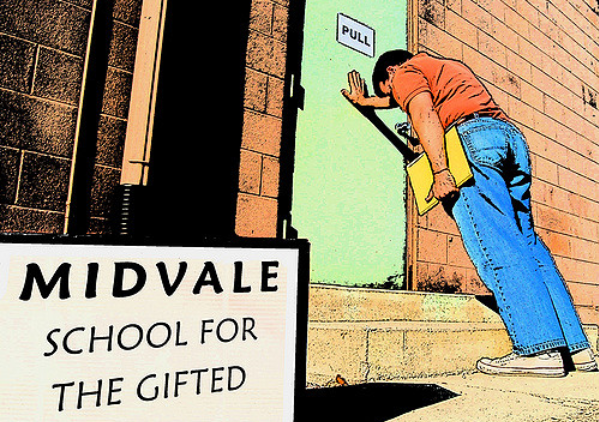 PULL
MIDVALE
SCHOOL FOR
THE GIFTED